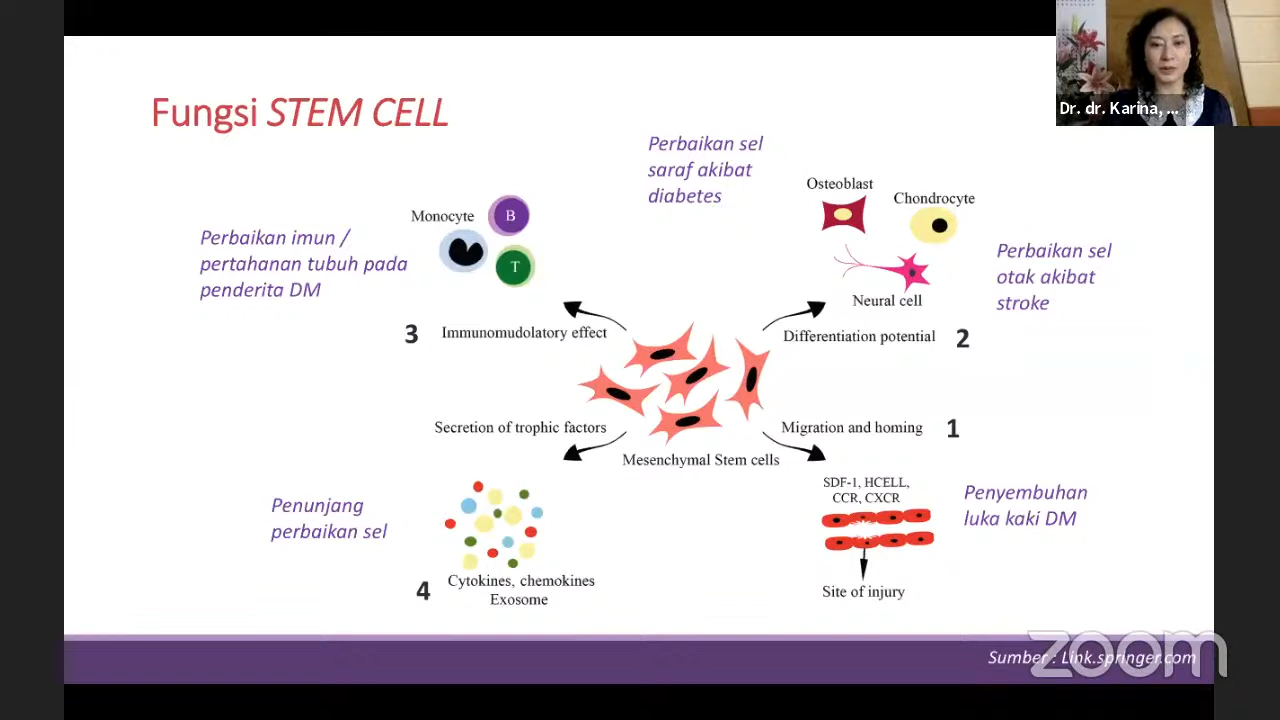 Dr. dr. Karina, ...
Fungsi STEM CELL
Perbaikan sel
saraf akibat
diabetes
Osteoblast
Chondrocyte
Monocyte
B
T
Neural cell
Perbaikan imun /
pertahanan tubuh pada
penderita DM
Perbaikan sel
otak akibat
stroke
3
Immunomudolatory effect
Differentiation potential
2
Secretion of trophic factors
Migration and homing
1
Mesenchymal Stem cells
SDF-1, HCELL,
CCR, CXCR
Penyembuhan
luka kaki DM
Penunjang
perbaikan sel
4
Cytokines, chemokines
Exosome
Site of injury
Sumber : Link.springer.com
zoom